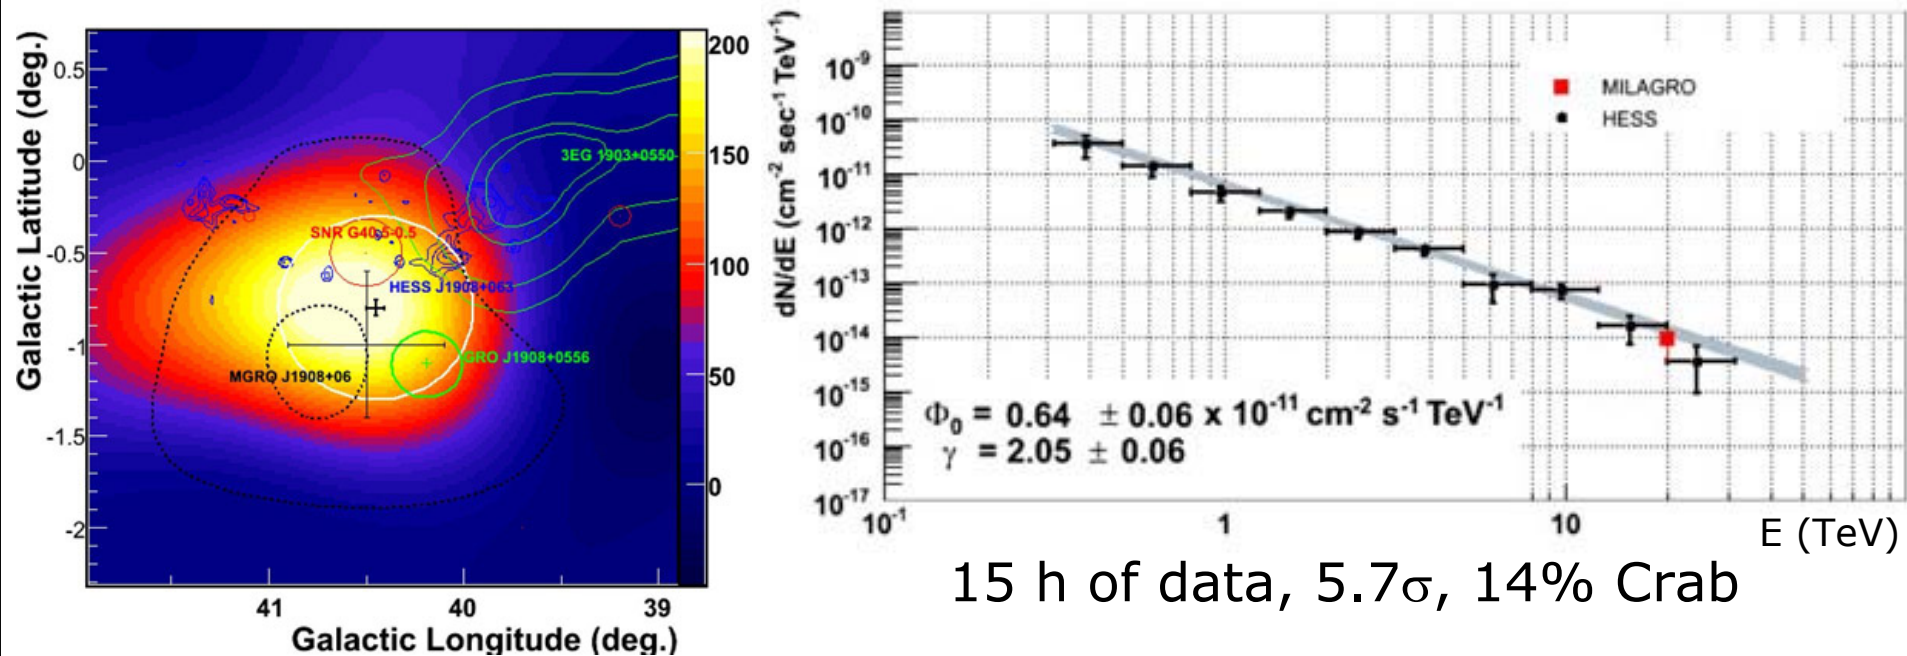 Galactic Latitude (deg.)
0.5
0
-0.5
-1
-1.5
-2
3EG 1903+0550
SNR G40.5-0.5
HESS J1908+063
GRO J1908+0556
MGRO J1908+06
200
150
100
50
0
41
40
39
Galactic Longitude (deg.)
dN/dE (cm⁻² sec⁻¹ TeV⁻¹)
10⁻⁹
10⁻¹⁰
10⁻¹¹
10⁻¹²
10⁻¹³
10⁻¹⁴
10⁻¹⁵
10⁻¹⁶
10⁻¹⁷
MILAGRO
HESS
Φ₀ = 0.64 ± 0.06 x 10⁻¹¹ cm⁻² s⁻¹ TeV⁻¹
γ = 2.05 ± 0.06
10⁻¹
1
10
E (TeV)
15 h of data, 5.7σ, 14% Crab